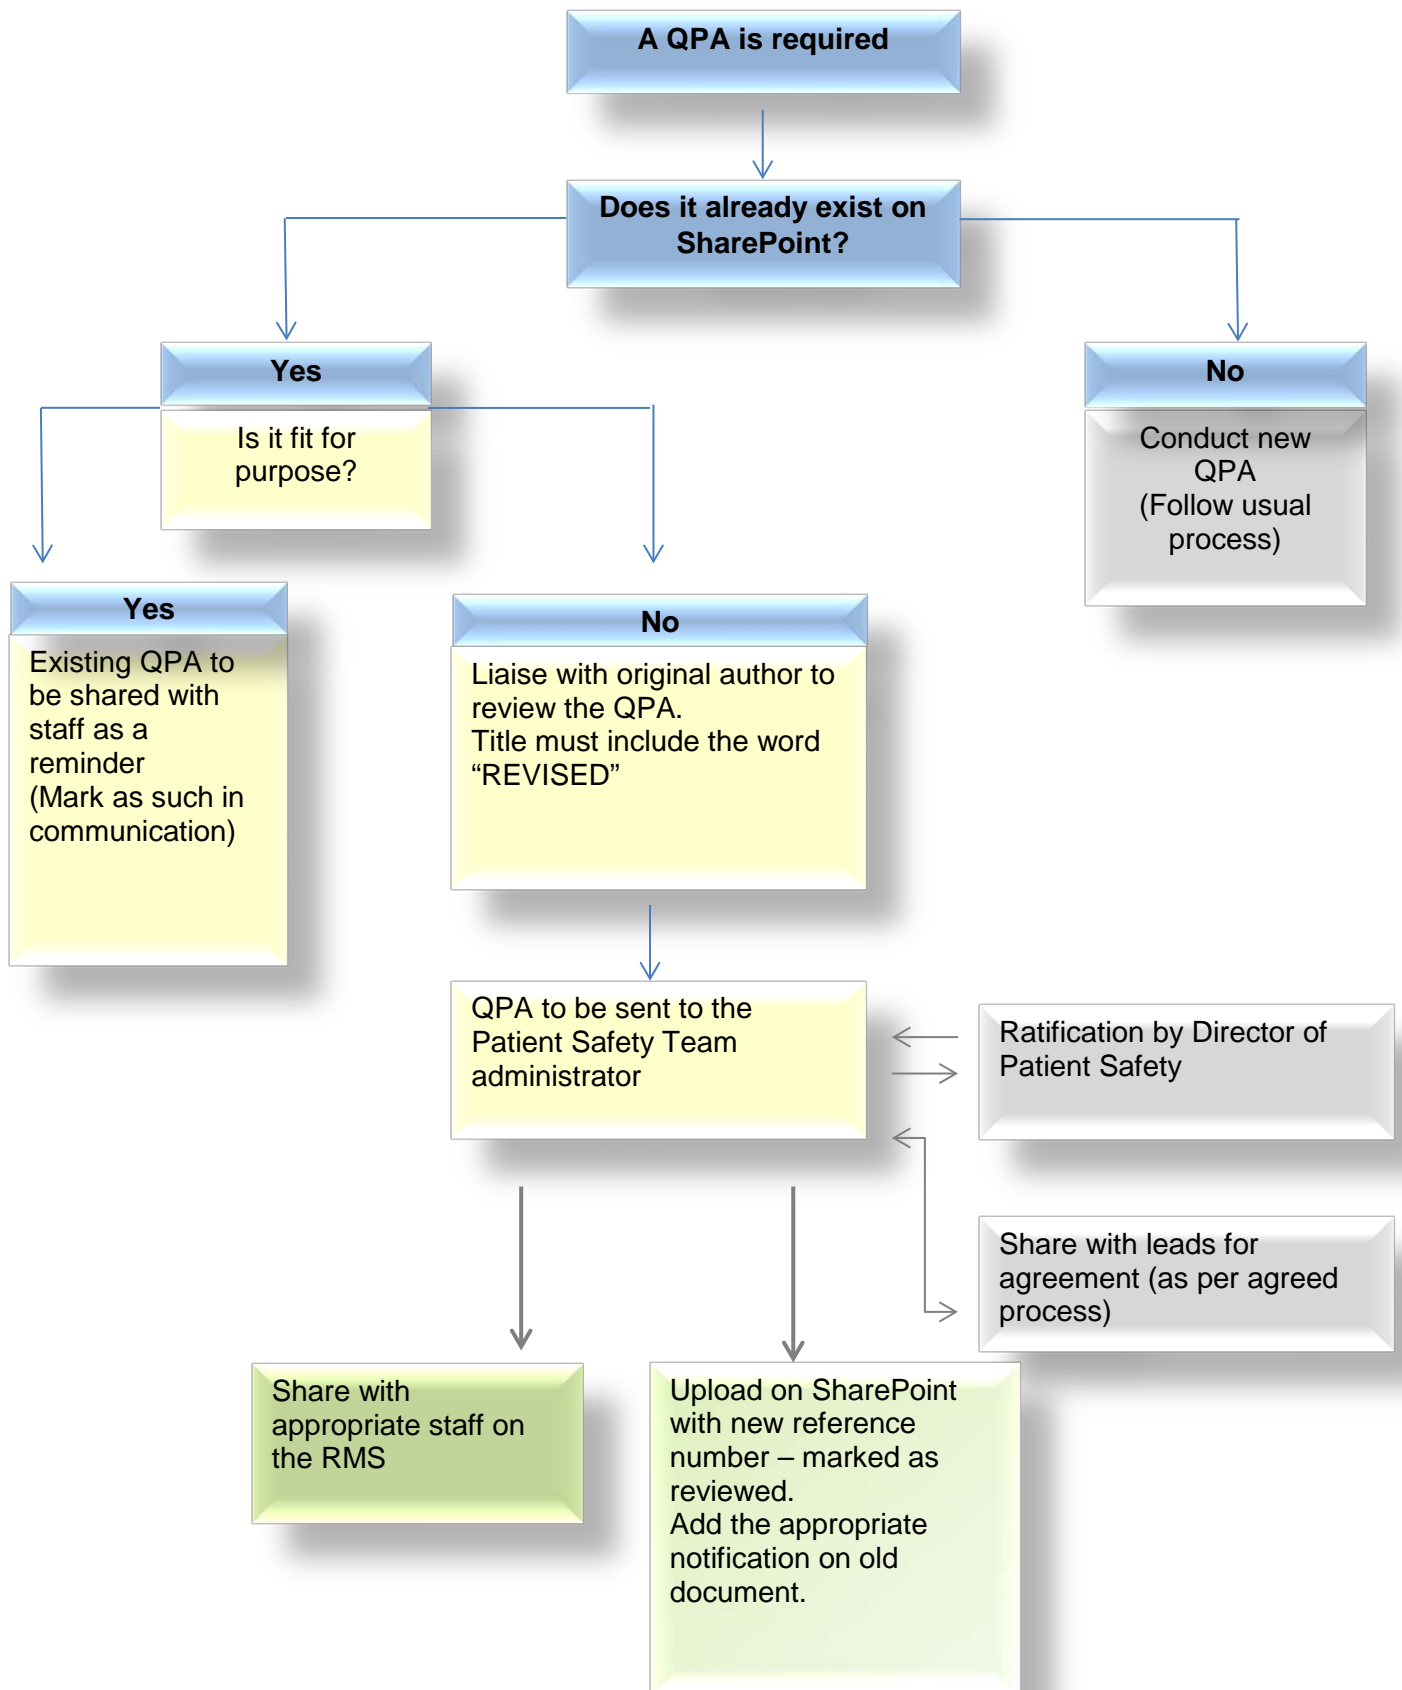 A QPA is required
Does it already exist on
SharePoint?
Yes
Is it fit for
purpose?
No
Conduct new
QPA
(Follow usual
process)
Yes
Existing QPA to
be shared with
staff as a
reminder
(Mark as such in
communication)
No
Liaise with original author to
review the QPA.
Title must include the word
“REVISED”
QPA to be sent to the
Patient Safety Team
administrator
Ratification by Director of
Patient Safety
Share with leads for
agreement (as per agreed
process)
Share with
appropriate staff on
the RMS
Upload on SharePoint
with new reference
number – marked as
reviewed.
Add the appropriate
notification on old
document.